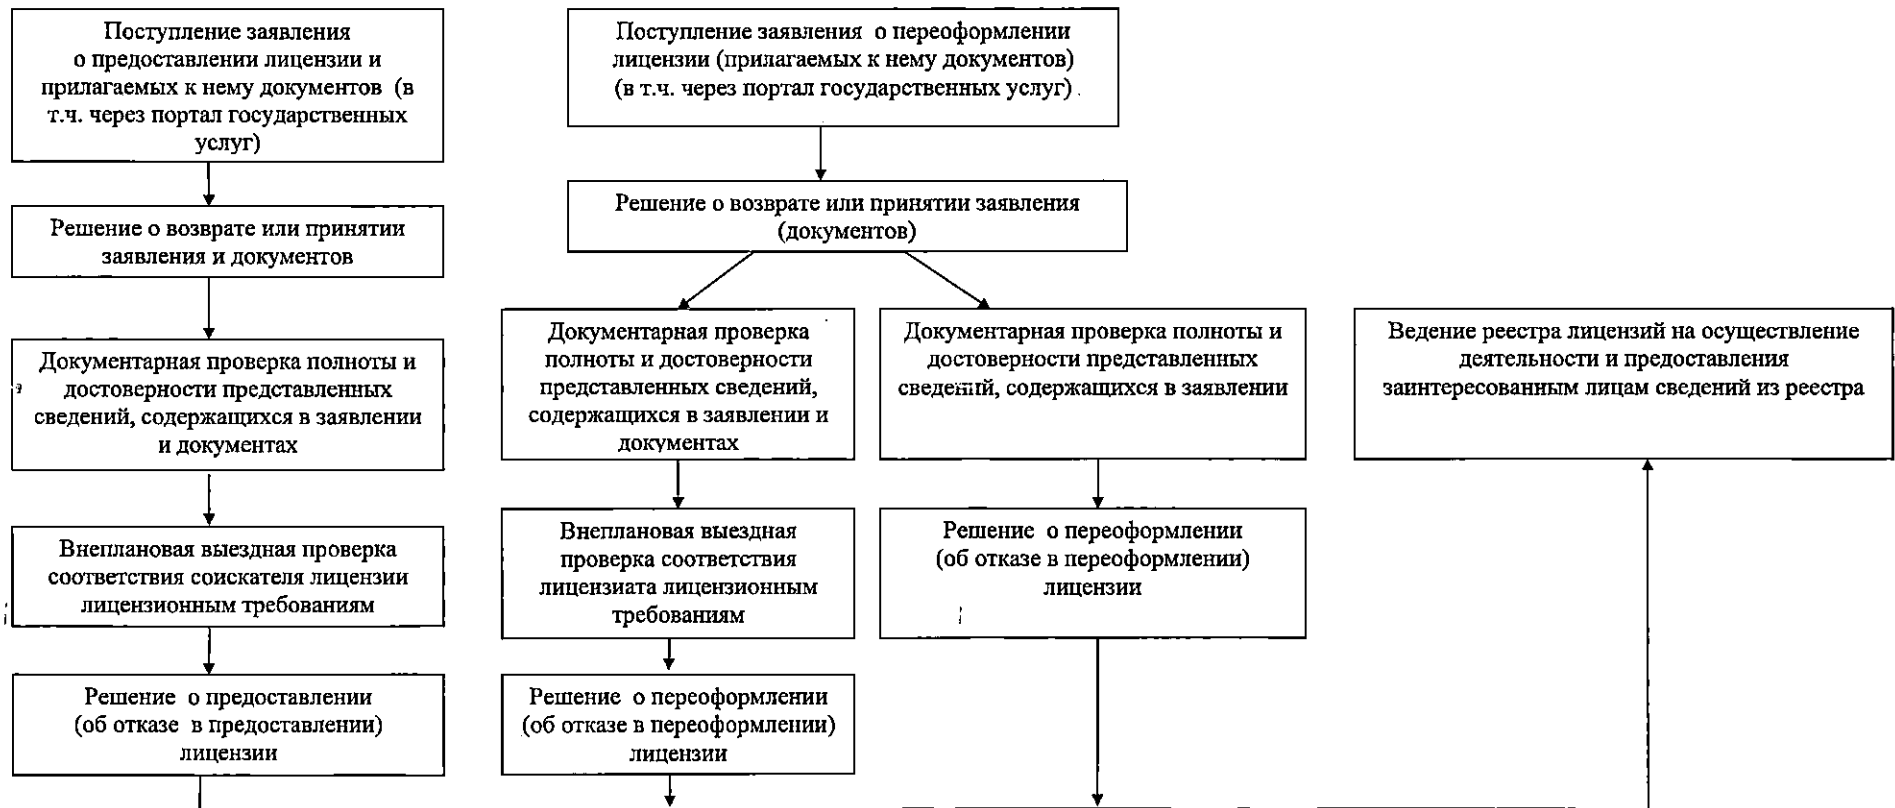 Поступление заявления
о предоставлении лицензии и
прилагаемых к нему документов (в
т.ч. через портал государственных
услуг)
Решение о возврате или принятии
заявления и документов
Документарная проверка полноты и
достоверности представленных
сведений, содержащихся в заявлении
и документах
Внеплановая выездная проверка
соответствия соискателя лицензии
лицензионным требованиям
Решение о предоставлении
(об отказе в предоставлении)
лицензии
Поступление заявления о переоформлении
лицензии (прилагаемых к нему документов)
(в т.ч. через портал государственных услуг)
Решение о возврате или принятии заявления
(документов)
Документарная проверка
полноты и достоверности
представленных сведений,
содержащихся в заявлении и
документах
Внеплановая выездная
проверка соответствия
лицензиата лицензионным
требованиям
Решение о переоформлении
(об отказе в переоформлении)
лицензии
Документарная проверка полноты и
достоверности представленных
сведений, содержащихся в заявлении
Решение о переоформлении
(об отказе в переоформлении)
лицензии
Ведение реестра лицензий на осуществление
деятельности и предоставления
заинтересованным лицам сведений из реестра